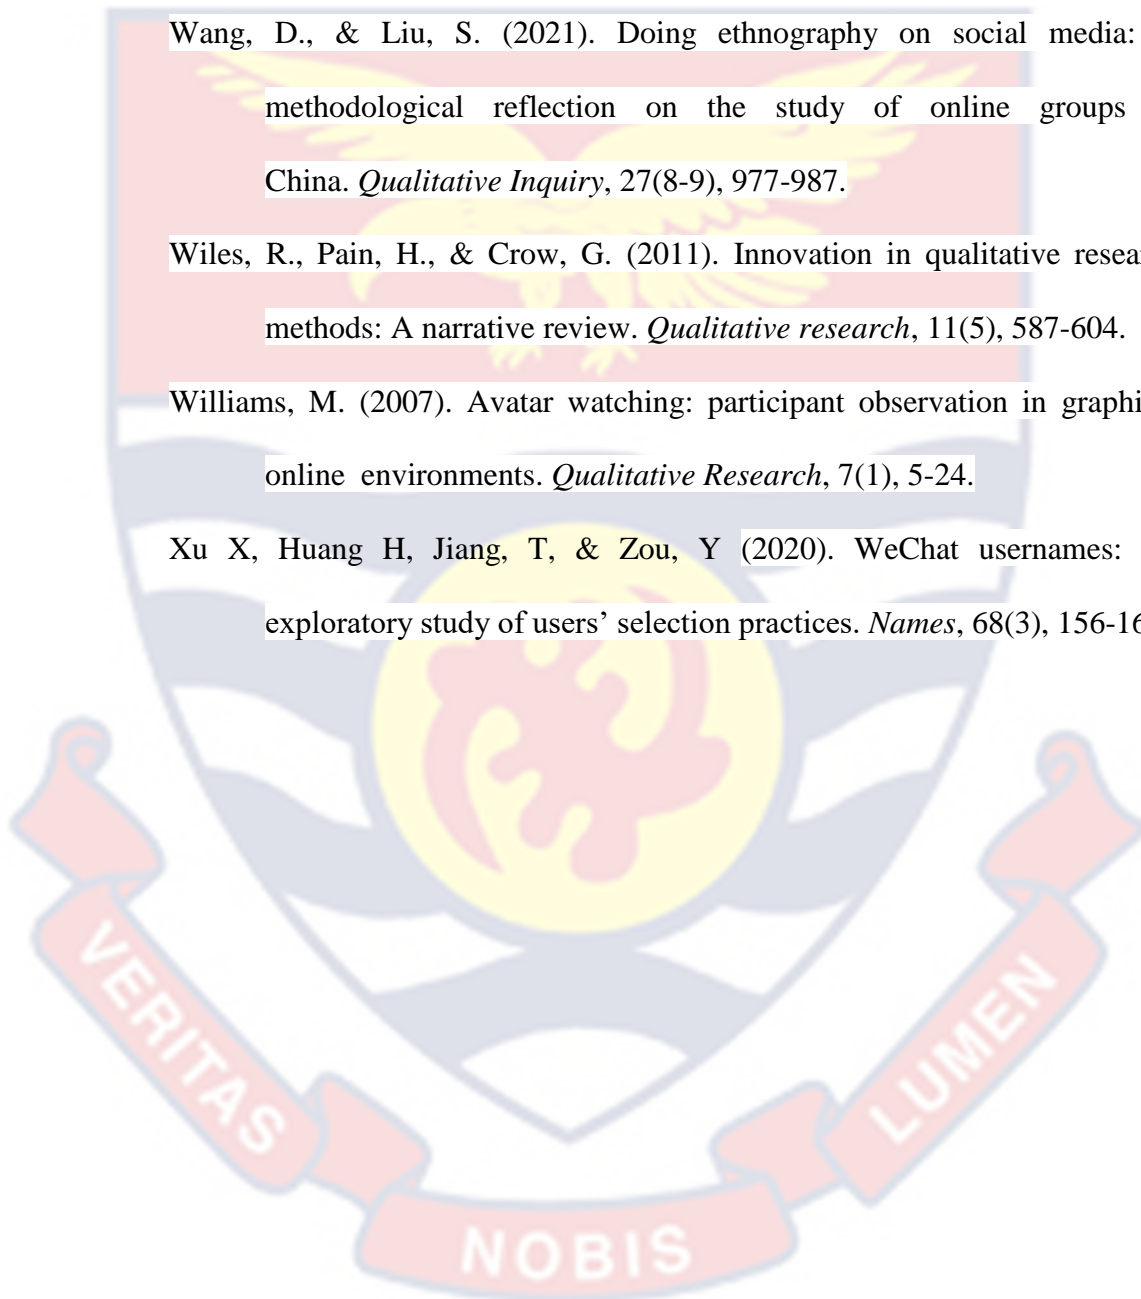 Wang, D., & Liu, S. (2021). Doing ethnography on social media:
methodological reflection on the study of online groups
China. Qualitative Inquiry, 27(8-9), 977-987.
Wiles, R., Pain, H., & Crow, G. (2011). Innovation in qualitative resear
methods: A narrative review. Qualitative research, 11(5), 587-604.
Williams, M. (2007). Avatar watching: participant observation in graphi
online environments. Qualitative Research, 7(1), 5-24.
Xu X, Huang H, Jiang, T, & Zou, Y (2020). WeChat usernames:
exploratory study of users’ selection practices. Names, 68(3), 156-16
VERITAS
NOBIS
LUMEN